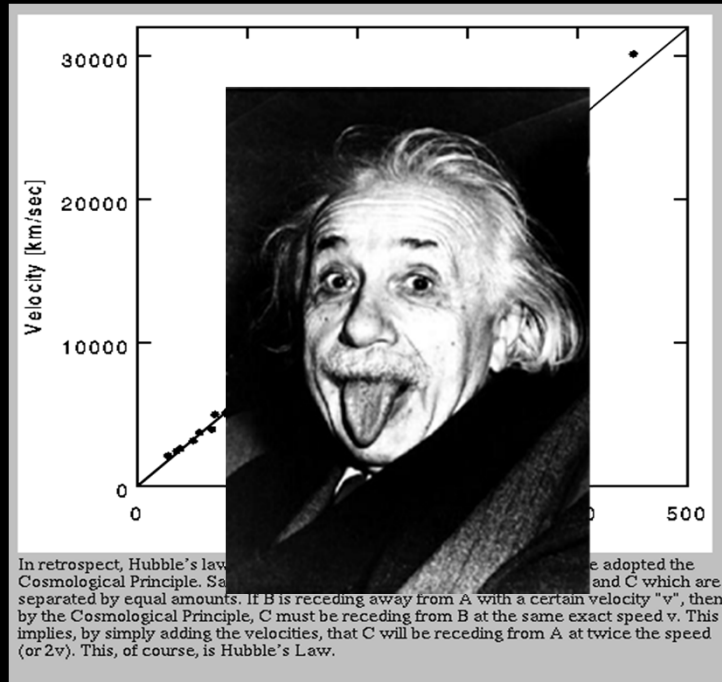 30000
20000
Velocity [km/sec]
10000
0
0
500
In retrospect, Hubble's law
e adopted the
Cosmological Principle. Sa
and C which are
separated by equal amounts. If B is receding away from A with a certain velocity "v", then
by the Cosmological Principle, C must be receding from B at the same exact speed v. This
implies, by simply adding the velocities, that C will be receding from A at twice the speed
(or 2v). This, of course, is Hubble's Law.